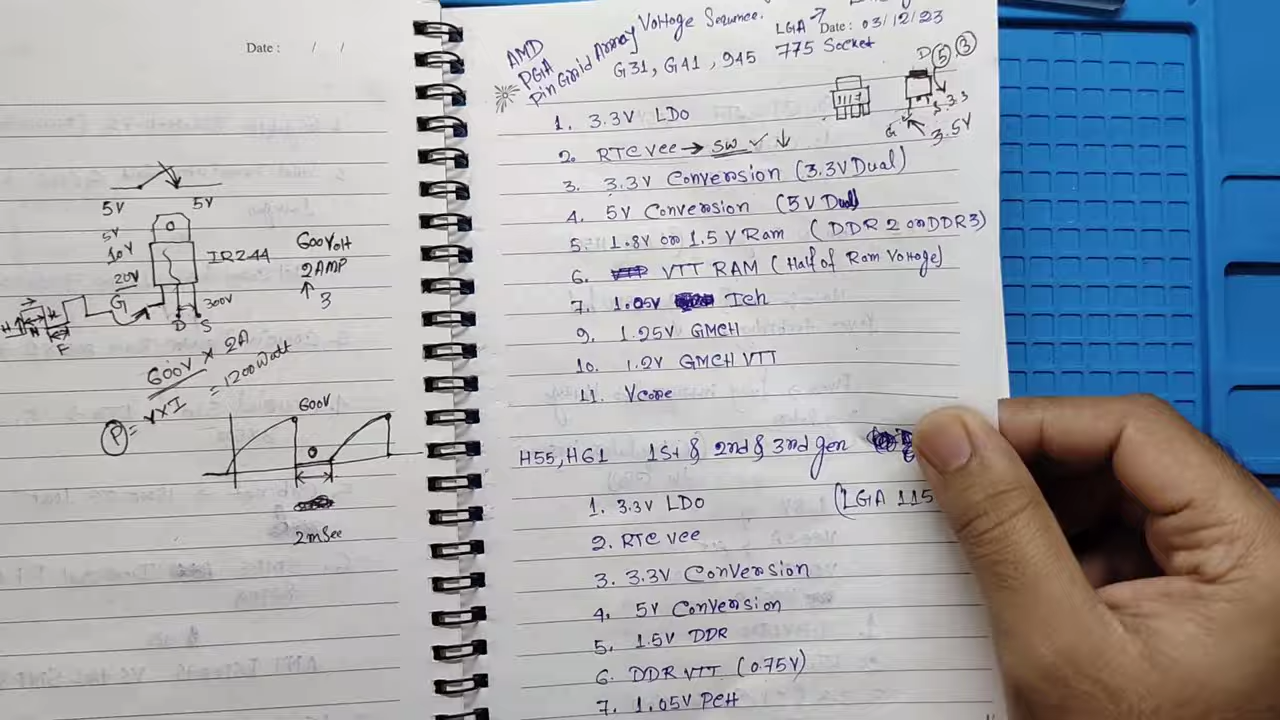 Date : / /
5V 5V
5V
10V
20V
IRZ44
600Volt
2AMP
3
G
300V
D S
H
N
F
600V × 2A
P = V×I = 1200Watt
600V
0
2mSec
Voltage Sequence.
AMD
PGA
Pin Graid Array
LGA → Date : 03/12/23
775 Socket
G31, G41, 945
D 5 3
1117
S 3.3
G
3.5V
1. 3.3V LDO
2. RTC Vcc → SW ✓ ↓
3. 3.3V Conversion (3.3V Dual)
4. 5V Conversion (5V Dual)
5. 1.8V or 1.5V Ram (DDR2 or DDR3)
6. VTT RAM (Half of Ram Voltage)
7. 1.05V Ich
9. 1.25V GMCH
10. 1.2V GMCH VTT
11. Vcore
H55, H61 1st & 2nd & 3rd gen
1. 3.3V LDO (LGA 115
2. RTC Vcc
3. 3.3V Conversion
4. 5V Conversion
5. 1.5V DDR
6. DDR VTT (0.75V)
7. 1.05V PCH